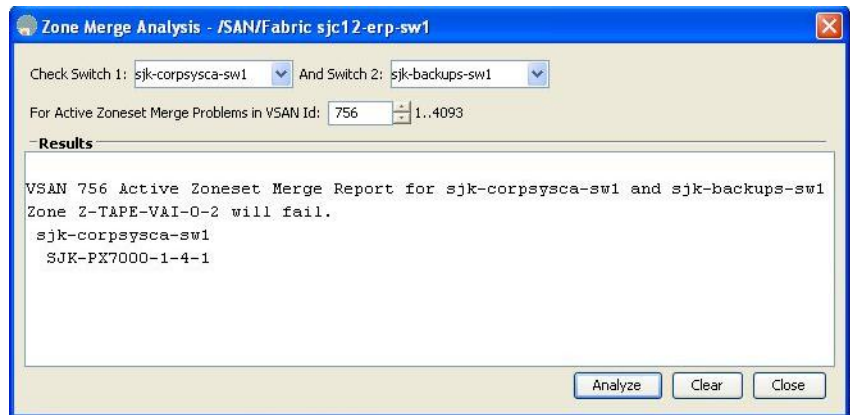 Zone Merge Analysis - /SAN/Fabric sjc12-erp-sw1
Check Switch 1: sjk-corpsysca-sw1 And Switch 2: sjk-backups-sw1
For Active Zoneset Merge Problems in VSAN Id: 756 1..4093
Results
VSAN 756 Active Zoneset Merge Report for sjk-corpsysca-sw1 and sjk-backups-sw1
Zone Z-TAPE-VAI-O-2 will fail.
sjk-corpsysca-sw1
SJK-PX7000-1-4-1
Analyze Clear Close